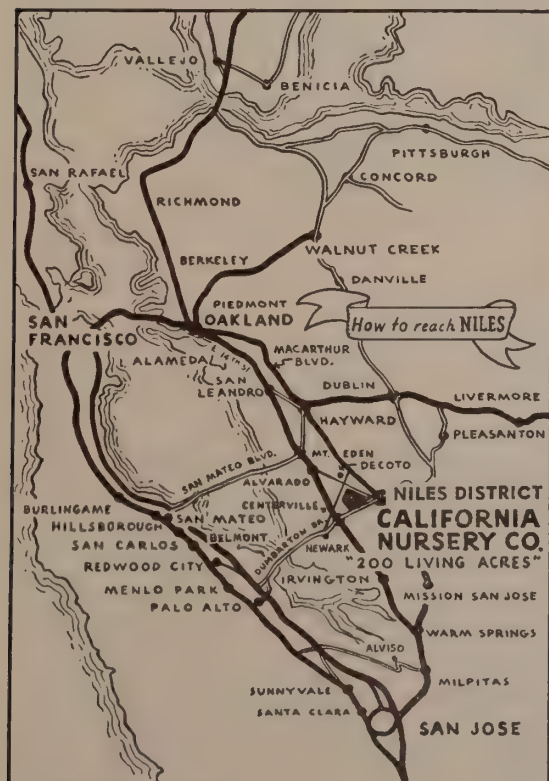 VALLEJO
BENICIA
PITTSBURGH
SAN RAFAEL
CONCORD
RICHMOND
WALNUT CREEK
BERKELEY
DANVILLE
PIEDMONT
OAKLAND
How to reach NILES
SAN
FRANCISCO
E. 14TH ST.
ALAMEDA
MACARTHUR
BLVD.
SAN
LEANDRO
DUBLIN
LIVERMORE
HAYWARD
PLEASANTON
MT. EDEN
SAN MATEO BLVD.
DECOTO
ALVARADO
NILES DISTRICT
BURLINGAME
CENTERVILLE
HILLSBOROUGH
SAN MATEO
CALIFORNIA
NURSERY CO.
BELMONT
DUMBARTON BR.
SAN CARLOS
NEWARK
"200 LIVING ACRES"
REDWOOD CITY
IRVINGTON
MENLO PARK
MISSION SAN JOSE
PALO ALTO
WARM SPRINGS
ALVISO
MILPITAS
SUNNYVALE
SANTA CLARA
SAN JOSE